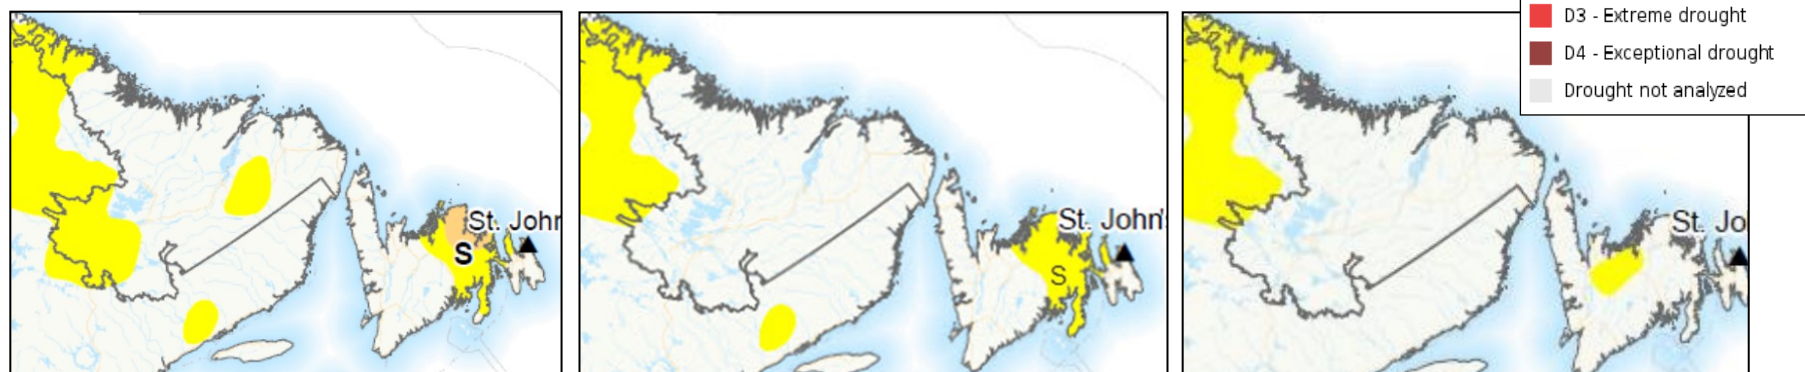 D3 - Extreme drought
D4 - Exceptional drought
Drought not analyzed
St. John
S
St. John's
S
St. Jo